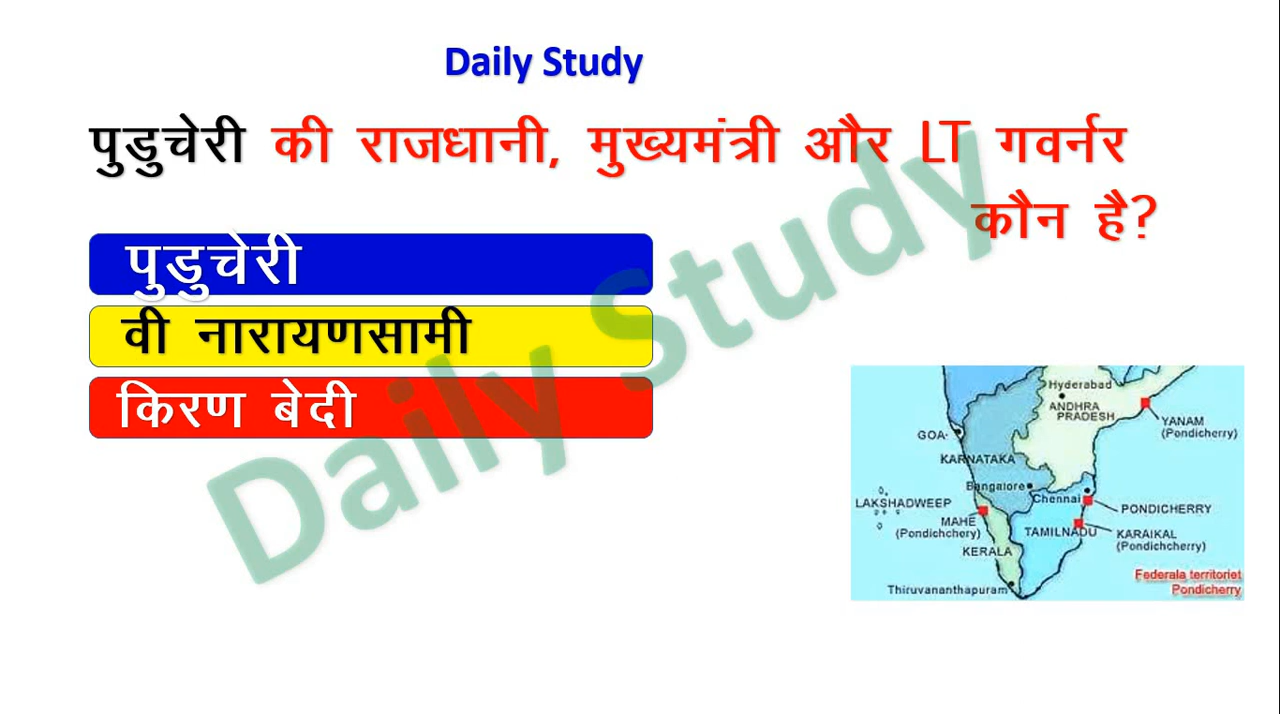 Daily Study
पुडुचेरी की राजधानी, मुख्यमंत्री और LT गवर्नर
कौन है?
पुडुचेरी
वी नारायणसामी
किरण बेदी
Daily Study
Hyderabad
ANDHRA
PRADESH
YANAM
(Pondicherry)
GOA
KARNATAKA
Bangalore
Chennai
LAKSHADWEEP
PONDICHERRY
MAHE
(Pondichchery)
TAMILNADU
KARAIKAL
(Pondichcherry)
KERALA
Federala territoriet
Pondicherry
Thiruvananthapuram